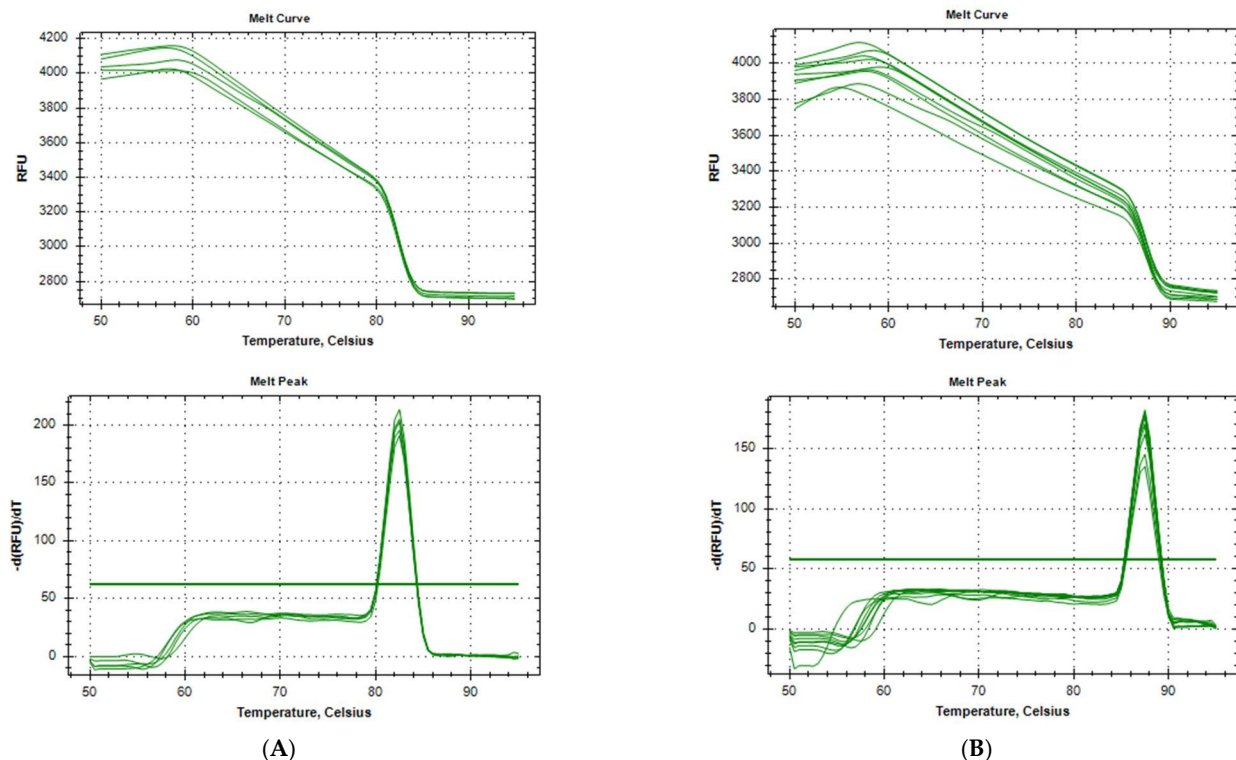 Melt Curve
4200
4000
3800
3600
3400
3200
3000
2800
RFU
50 60 70 80 90
Temperature, Celsius
Melt Peak
200
150
100
50
0
-d(RFU)/dT
50 60 70 80 90
Temperature, Celsius
(A)
Melt Curve
4000
3800
3600
3400
3200
3000
2800
RFU
50 60 70 80 90
Temperature, Celsius
Melt Peak
150
100
50
0
-d(RFU)/dT
50 60 70 80 90
Temperature, Celsius
(B)